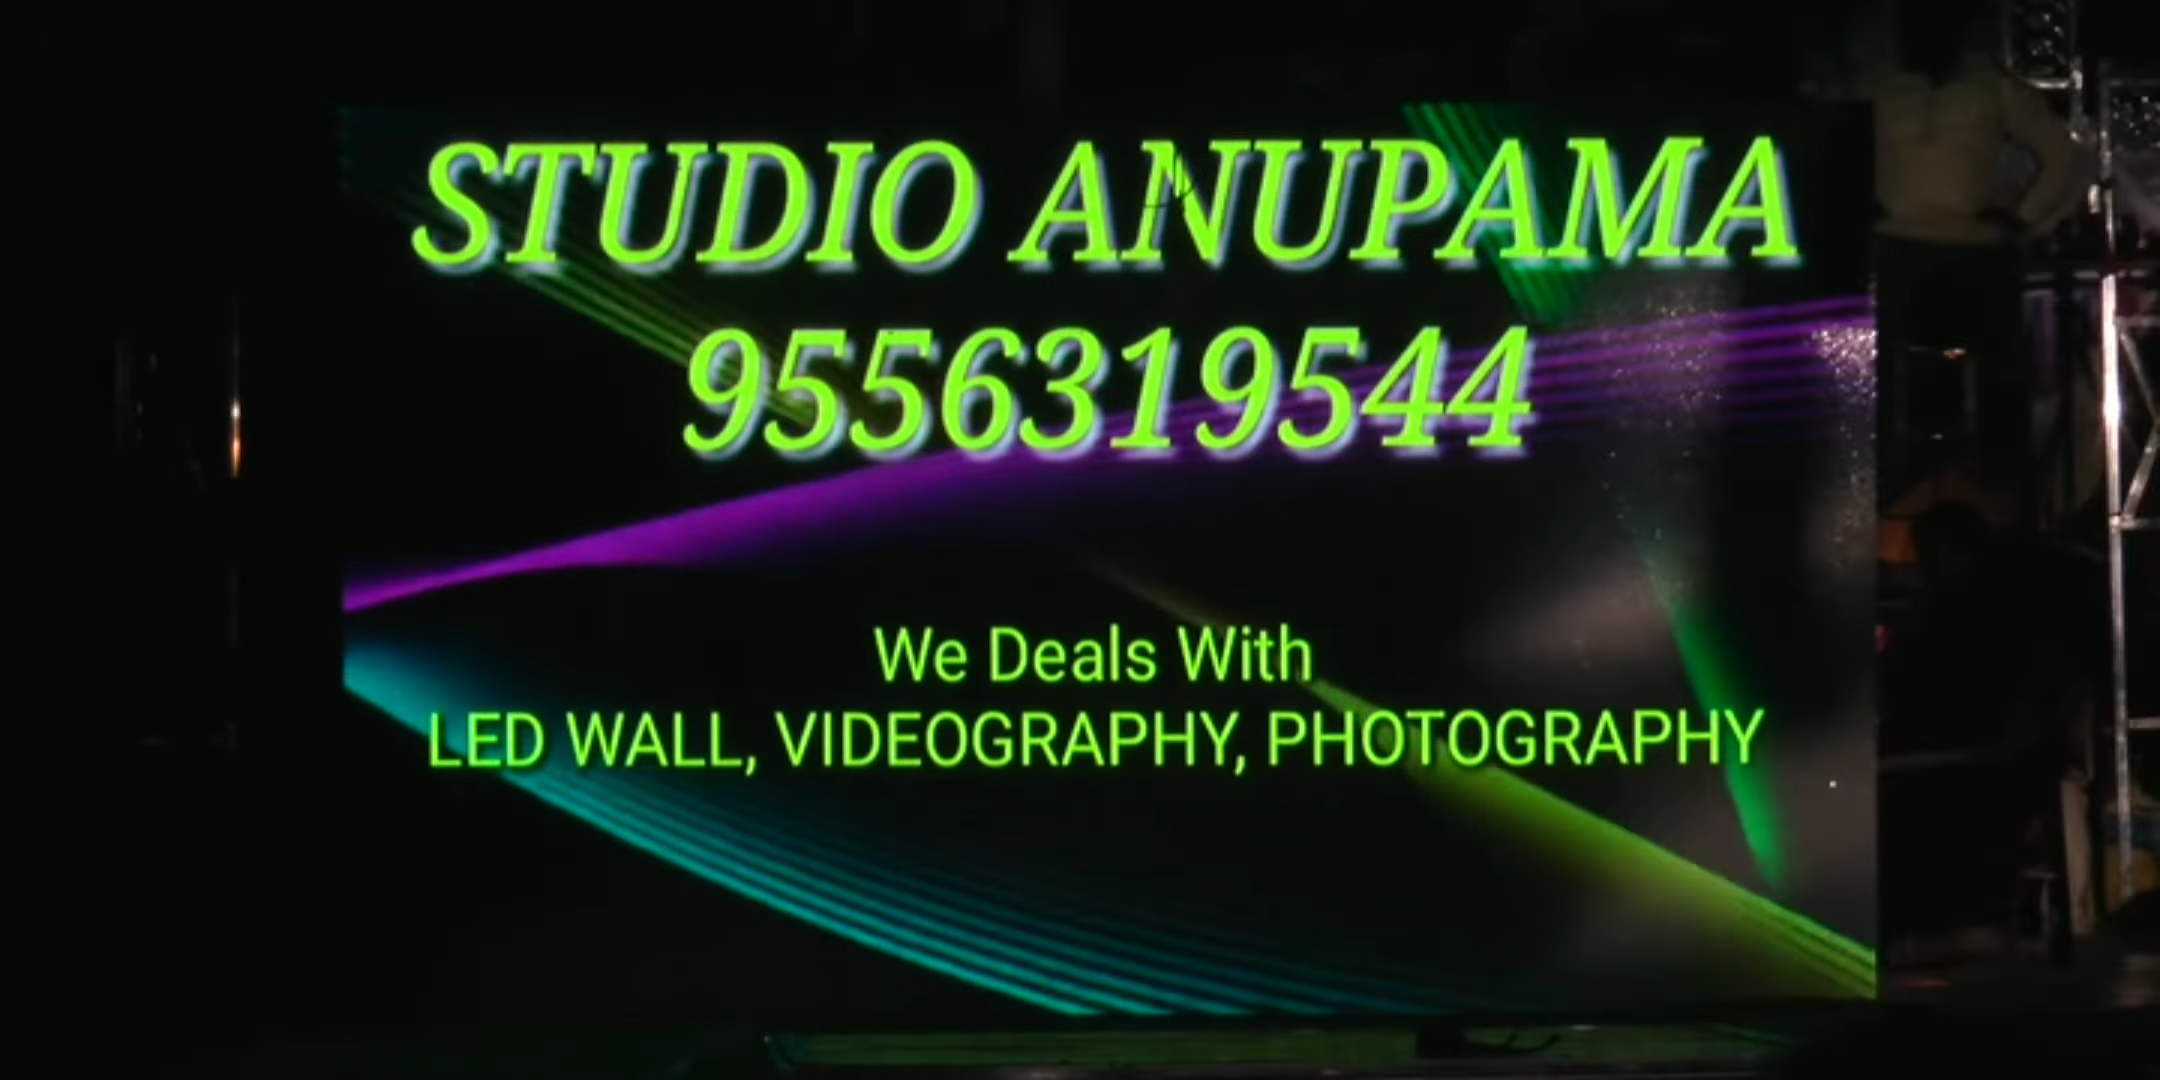 STUDIO ANUPAMA
9556319544
We Deals With
LED WALL, VIDEOGRAPHY, PHOTOGRAPHY